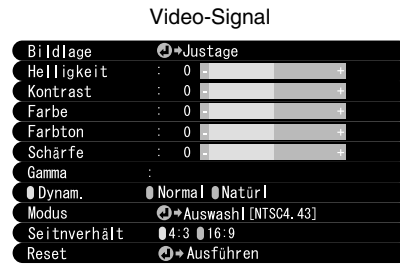 Video-Signal
Bildlage ➔Justage
Helligkeit : 0 - +
Kontrast : 0 - +
Farbe : 0 - +
Farbton : 0 - +
Schärfe : 0 - +
Gamma :
Dynam. Normal Natürl
Modus ➔Auswashl[NTSC4.43]
Seitnverhält 4:3 16:9
Reset ➔Ausführen